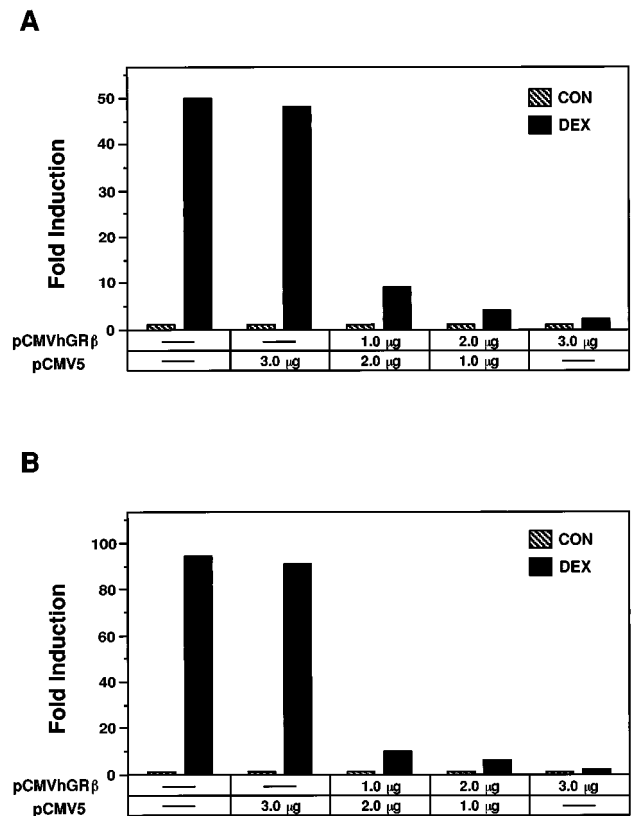 A
Fold Induction
50
40
30
20
10
0
CON
DEX
pCMVhGRβ — — 1.0 μg 2.0 μg 3.0 μg
pCMV5 — 3.0 μg 2.0 μg 1.0 μg —
B
Fold Induction
100
80
60
40
20
0
CON
DEX
pCMVhGRβ — — 1.0 μg 2.0 μg 3.0 μg
pCMV5 — 3.0 μg 2.0 μg 1.0 μg —